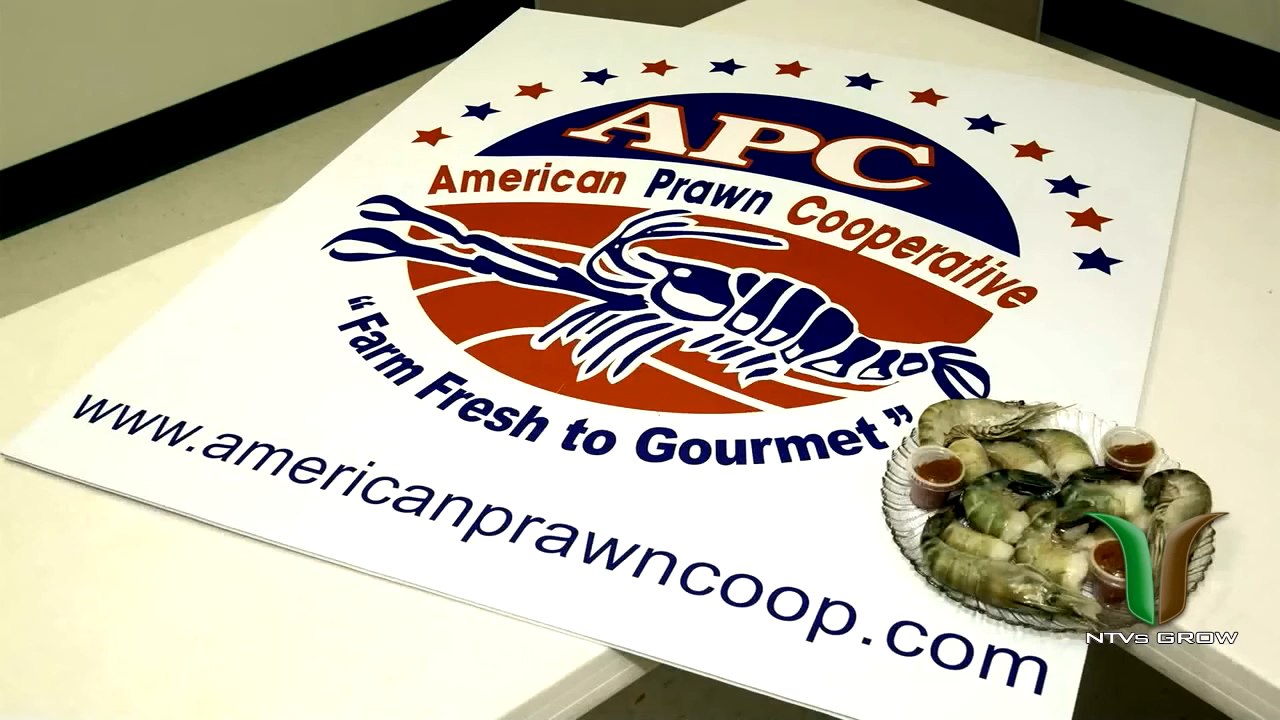 APC
American Prawn Cooperative
"Farm Fresh to Gourmet"
www.americanprawncoop.com
NTVs GROW